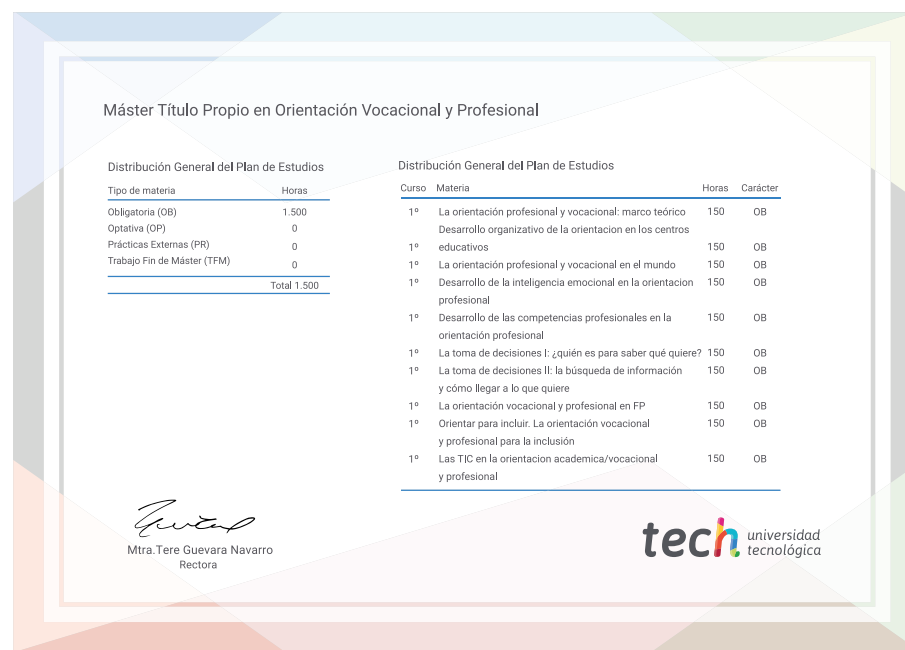 Máster Título Propio en Orientación Vocacional y Profesional
Distribución General del Plan de Estudios
Tipo de materia Horas
Obligatoria (OB) 1.500
Optativa (OP) 0
Prácticas Externas (PR) 0
Trabajo Fin de Máster (TFM) 0
Total 1.500
Distribución General del Plan de Estudios
Curso Materia Horas Carácter
1º La orientación profesional y vocacional: marco teórico 150 OB
Desarrollo organizativo de la orientacion en los centros
1º educativos 150 OB
1º La orientación profesional y vocacional en el mundo 150 OB
1º Desarrollo de la inteligencia emocional en la orientacion 150 OB
profesional
1º Desarrollo de las competencias profesionales en la 150 OB
orientación profesional
1º La toma de decisiones I: ¿quién es para saber qué quiere? 150 OB
1º La toma de decisiones II: la búsqueda de información 150 OB
y cómo llegar a lo que quiere
1º La orientación vocacional y profesional en FP 150 OB
1º Orientar para incluir. La orientación vocacional 150 OB
y profesional para la inclusión
1º Las TIC en la orientacion academica/vocacional 150 OB
y profesional
Mtra.Tere Guevara Navarro
Rectora
tech universidad
tecnológica